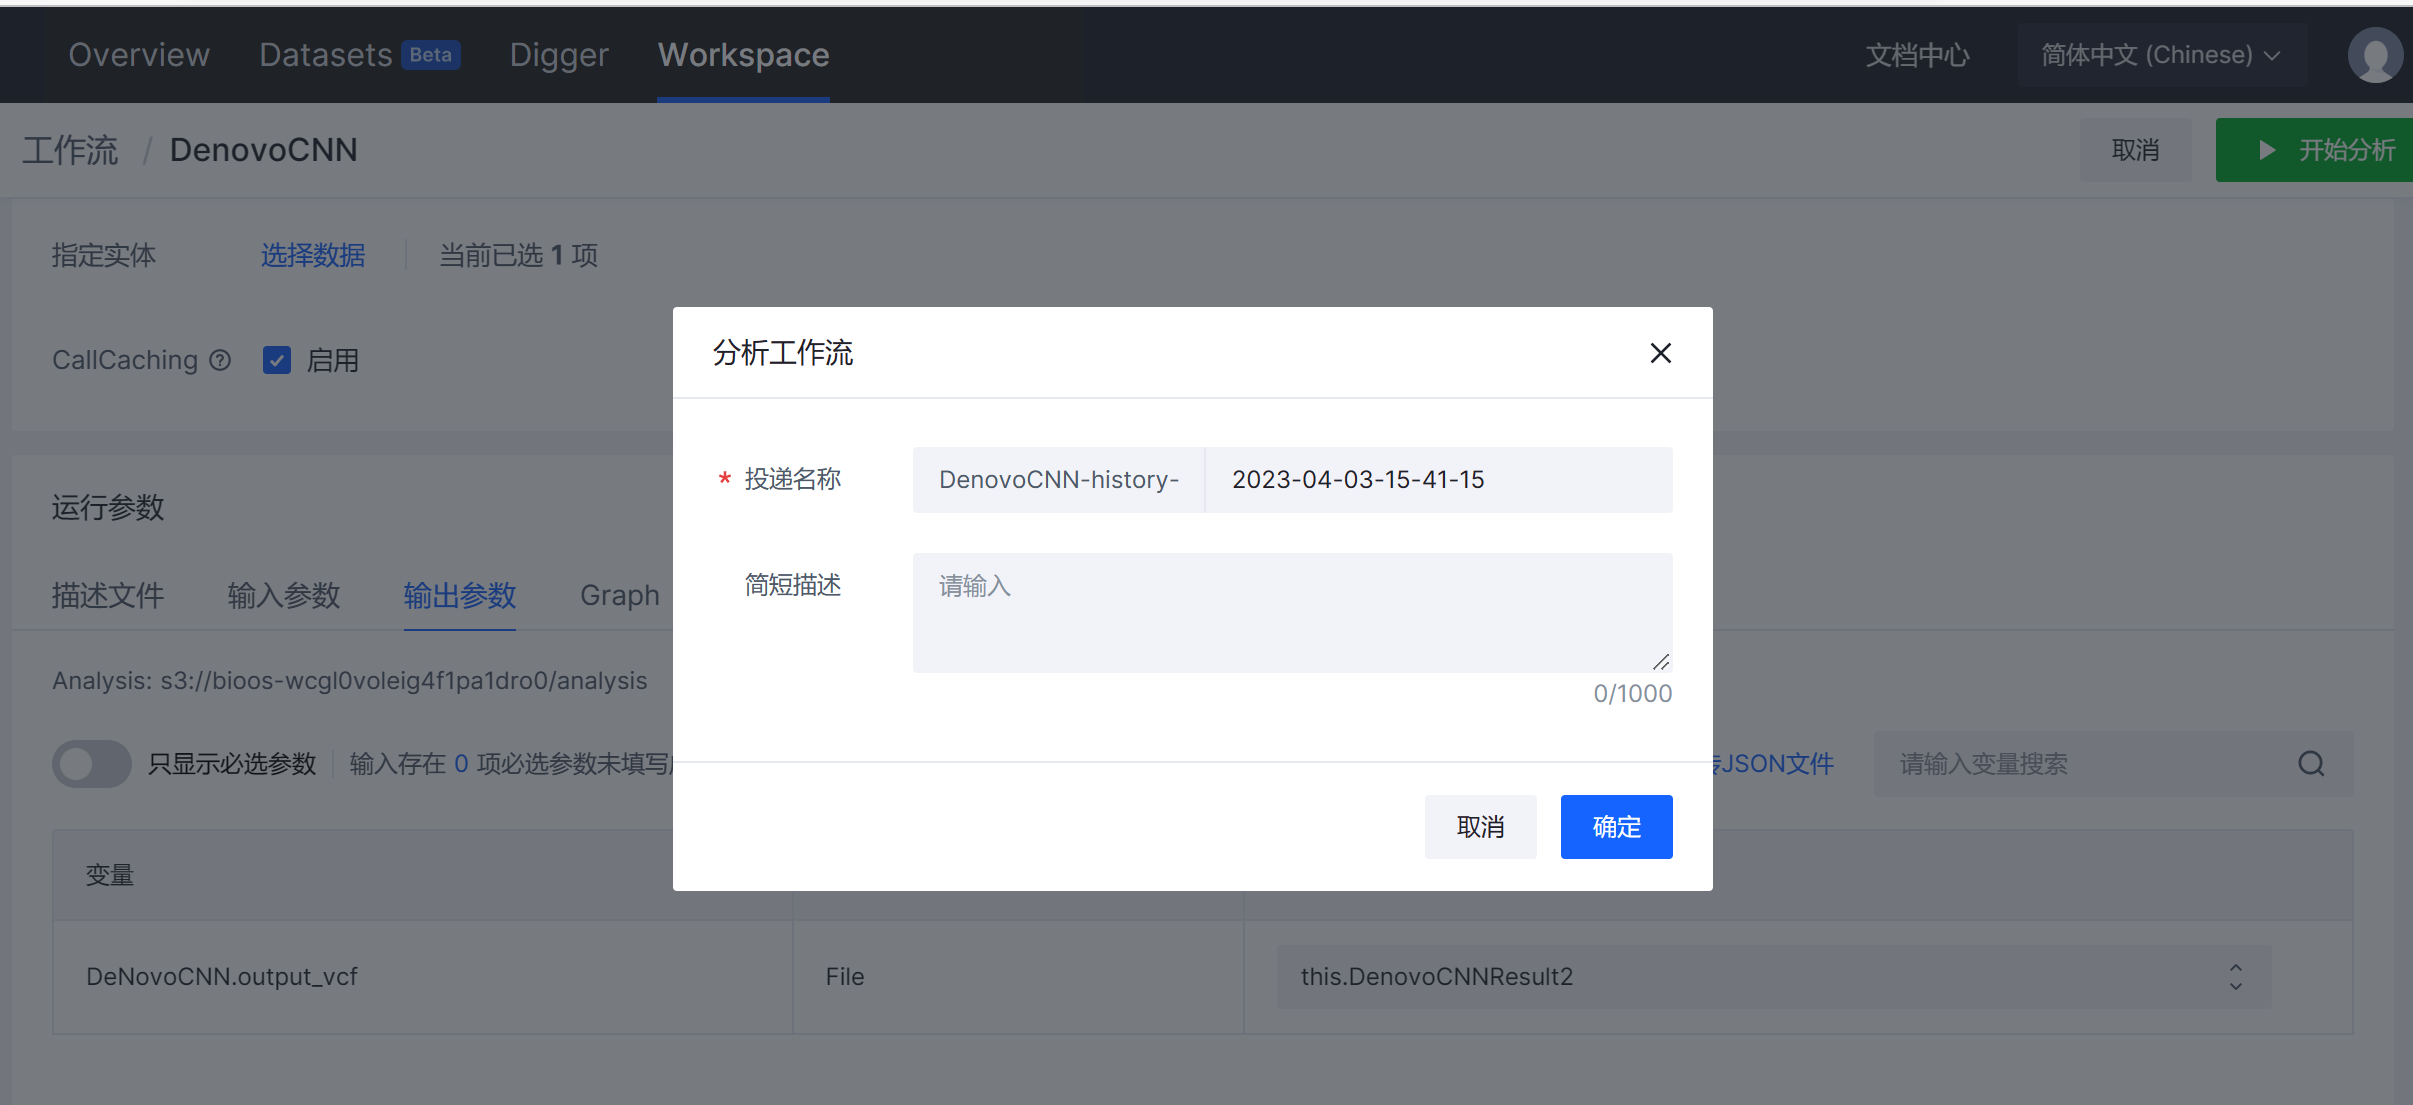 Overview Datasets Beta Digger Workspace 文档中心 简体中文 (Chinese)
工作流 / DenovoCNN 取消 开始分析
指定实体 选择数据 当前已选 1 项
CallCaching 启用
分析工作流
* 投递名称 DenovoCNN-history- 2023-04-03-15-41-15
简短描述 请输入
0/1000
取消 确定
运行参数
描述文件 输入参数 输出参数 Graph
Analysis: s3://bioos-wcgl0voleig4f1pa1dro0/analysis
只显示必选参数 输入存在 0 项必选参数未填写 JSON文件 请输入变量搜索
变量
DeNovoCNN.output_vcf File this.DenovoCNNResult2